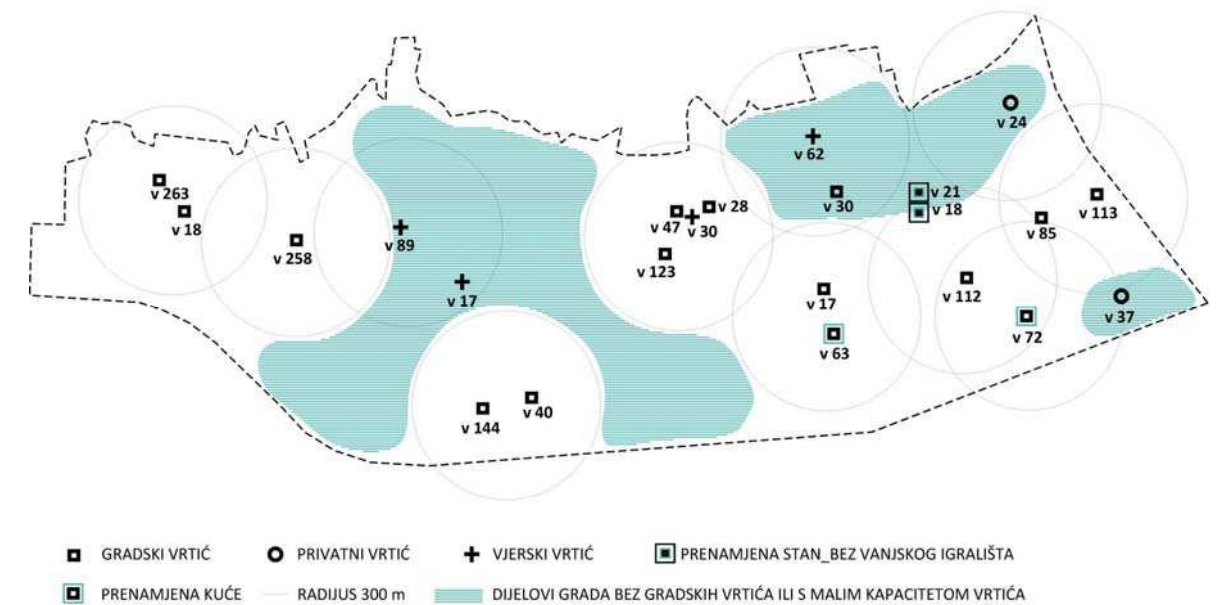 v 24
v 62
v 263
v 18
v 258
v 89
v 17
v 28
v 47
v 30
v 123
v 30
v 21
v 18
v 113
v 85
v 17
v 63
v 112
v 72
v 37
v 144
v 40
GRADSKI VRTIĆ
PRIVATNI VRTIĆ
VJERSKI VRTIĆ
PRENAMJENA STAN_BEZ VANJSKOG IGRALIŠTA
PRENAMJENA KUĆE
RADIJUS 300 m
DIJELOVI GRADA BEZ GRADSKIH VRTIĆA ILI S MALIM KAPACITETOM VRTIĆA